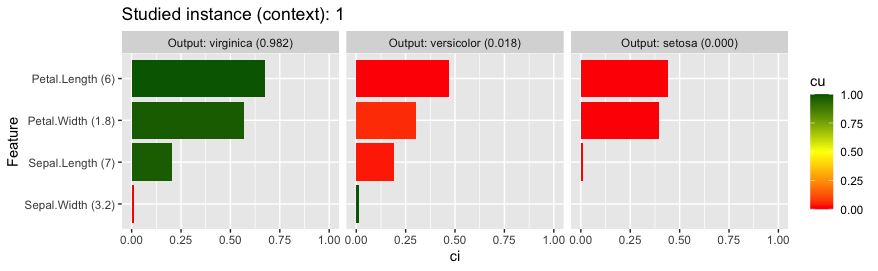 Studied instance (context): 1
Output: virginica (0.982)
Output: versicolor (0.018)
Output: setosa (0.000)
Feature
Petal.Length (6)
Petal.Width (1.8)
Sepal.Length (7)
Sepal.Width (3.2)
0.00 0.25 0.50 0.75 1.00
0.00 0.25 0.50 0.75 1.00
0.00 0.25 0.50 0.75 1.00
ci
cu
1.00
0.75
0.50
0.25
0.00